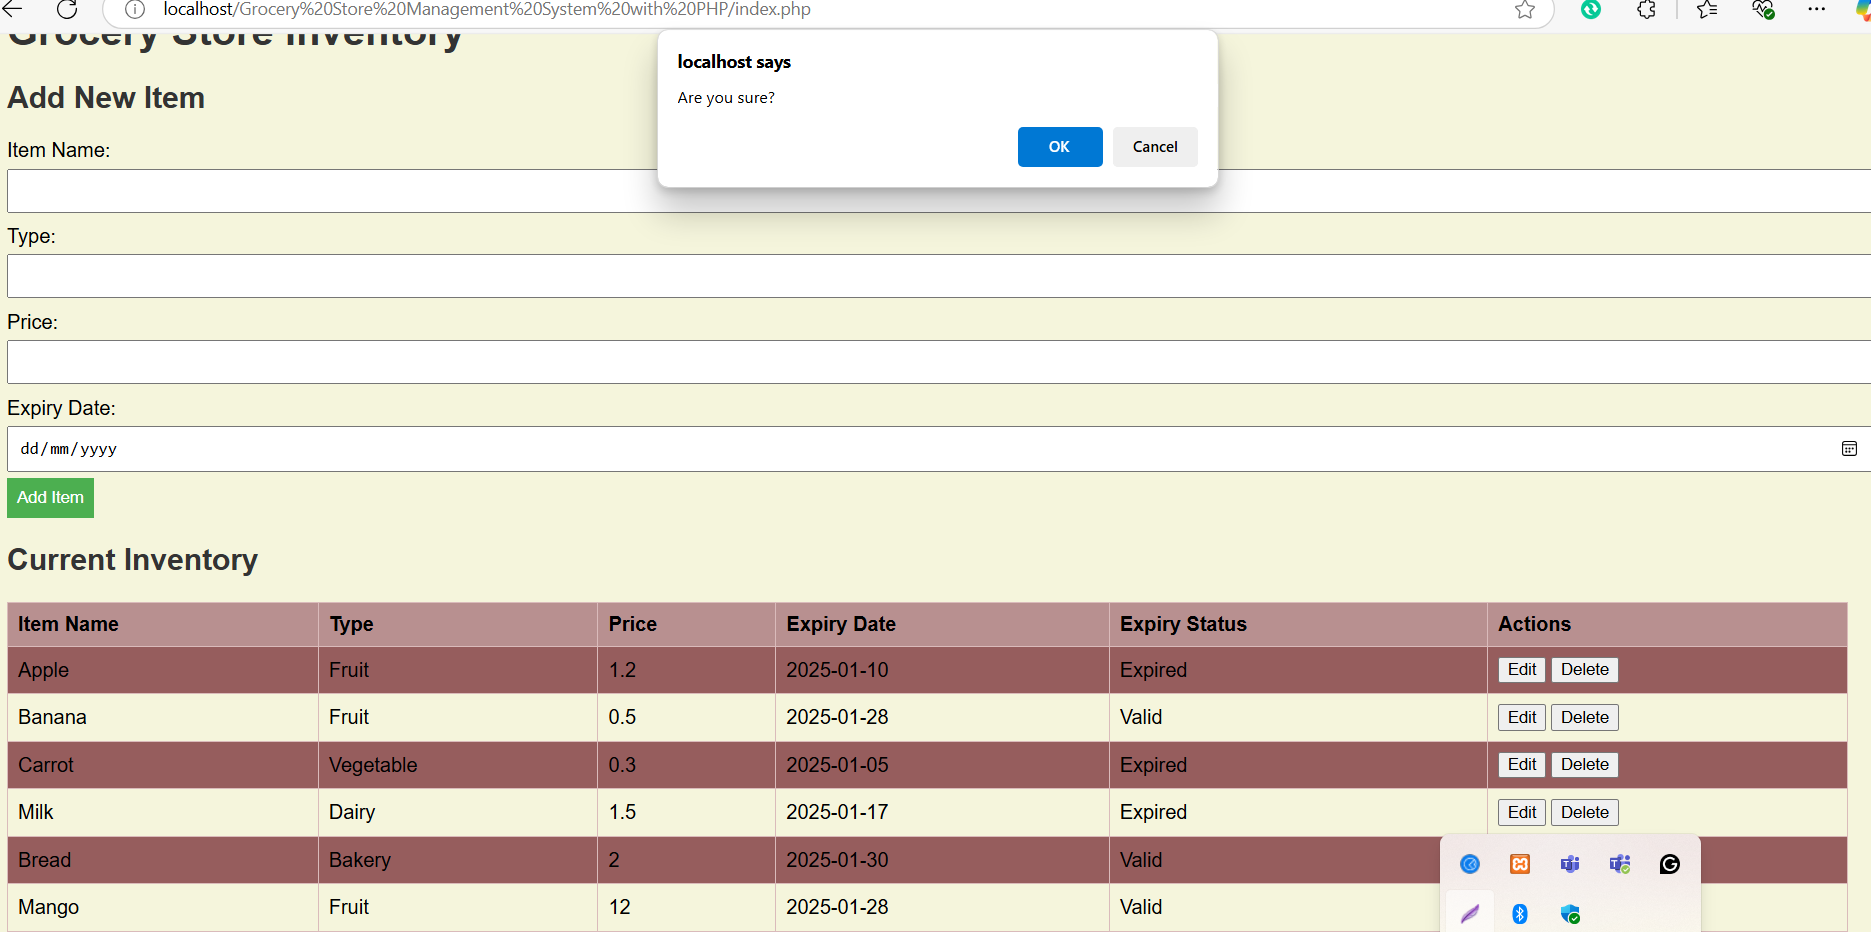 localhost/Grocery%20Store%20Management%20System%20with%20PHP/index.php
Grocery Store Inventory
localhost says
Are you sure?
OK Cancel
Add New Item
Item Name:
Type:
Price:
Expiry Date:
dd/mm/yyyy
Add Item
Current Inventory
Item Name Type Price Expiry Date Expiry Status Actions
Apple Fruit 1.2 2025-01-10 Expired Edit Delete
Banana Fruit 0.5 2025-01-28 Valid Edit Delete
Carrot Vegetable 0.3 2025-01-05 Expired Edit Delete
Milk Dairy 1.5 2025-01-17 Expired Edit Delete
Bread Bakery 2 2025-01-30 Valid
Mango Fruit 12 2025-01-28 Valid